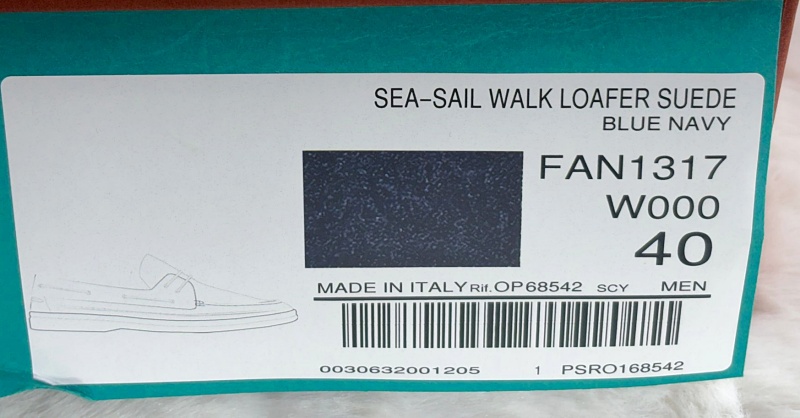 SEA-SAIL WALK LOAFER SUEDE
BLUE NAVY
FAN1317
W000
40
MADE IN ITALY Rif. OP68542 SCY MEN
0030632001205 1 PSRO168542